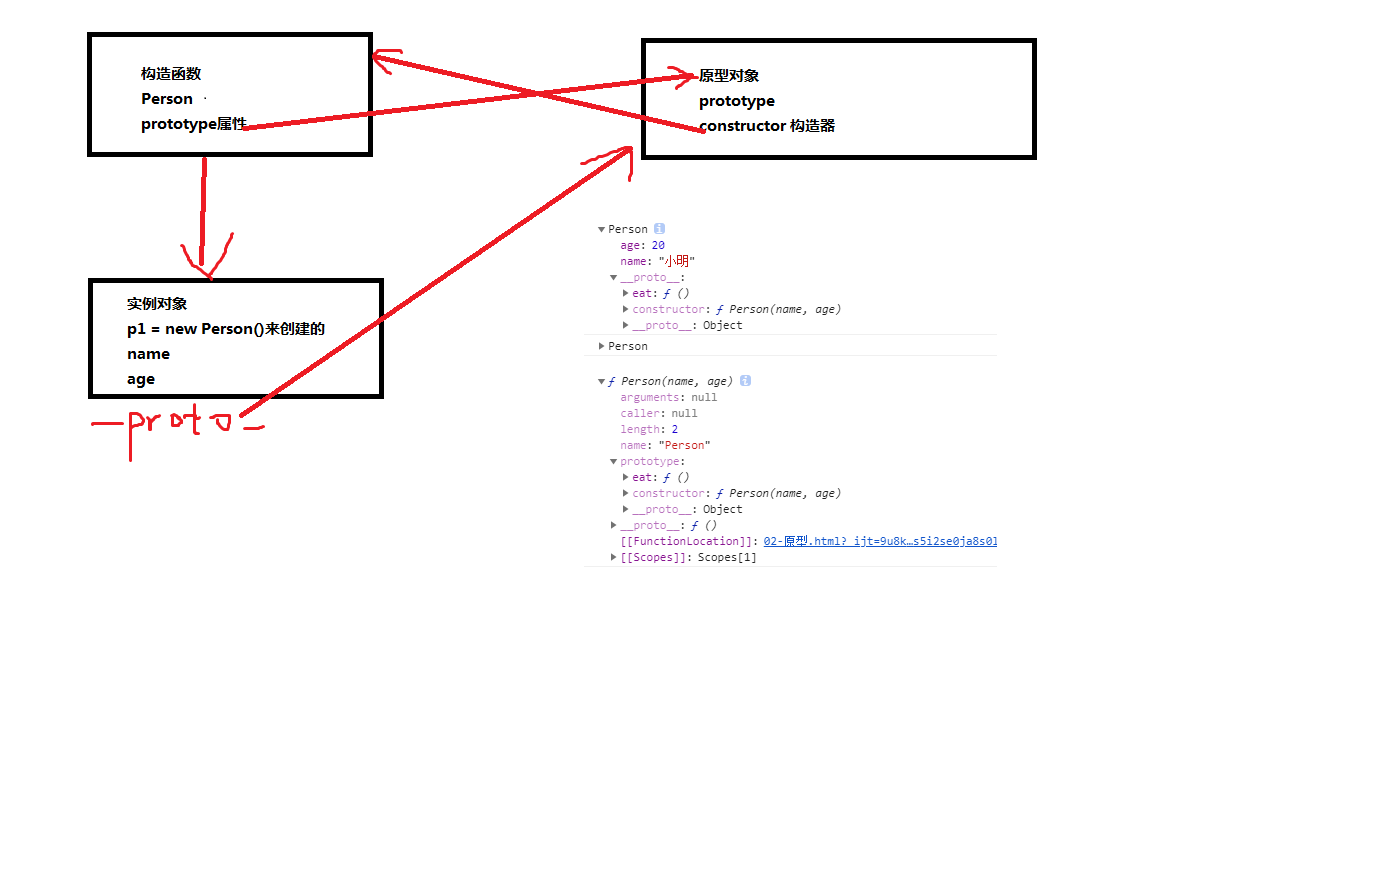 构造函数
Person
prototype属性
原型对象
prototype
constructor 构造器
实例对象
p1 = new Person()来创建的
name
age
__proto__
Person
age: 20
name: "小明"
__proto__:
eat: ƒ ()
constructor: ƒ Person(name, age)
__proto__: Object
Person
ƒ Person(name, age)
arguments: null
caller: null
length: 2
name: "Person"
prototype:
eat: ƒ ()
constructor: ƒ Person(name, age)
__proto__: Object
__proto__: ƒ ()
[[FunctionLocation]]: 02-原型.html?_ijt=9u8k…s5i2se0ja8s01
[[Scopes]]: Scopes[1]